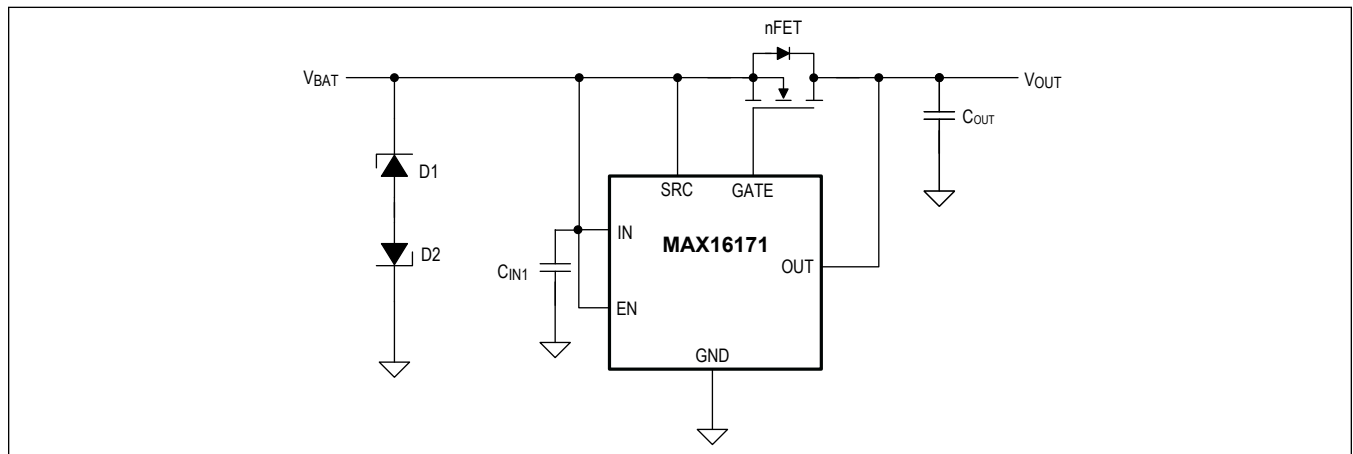 nFET
VBAT
VOUT
COUT
D1
SRC GATE
IN
MAX16171
D2
CIN1
OUT
EN
GND